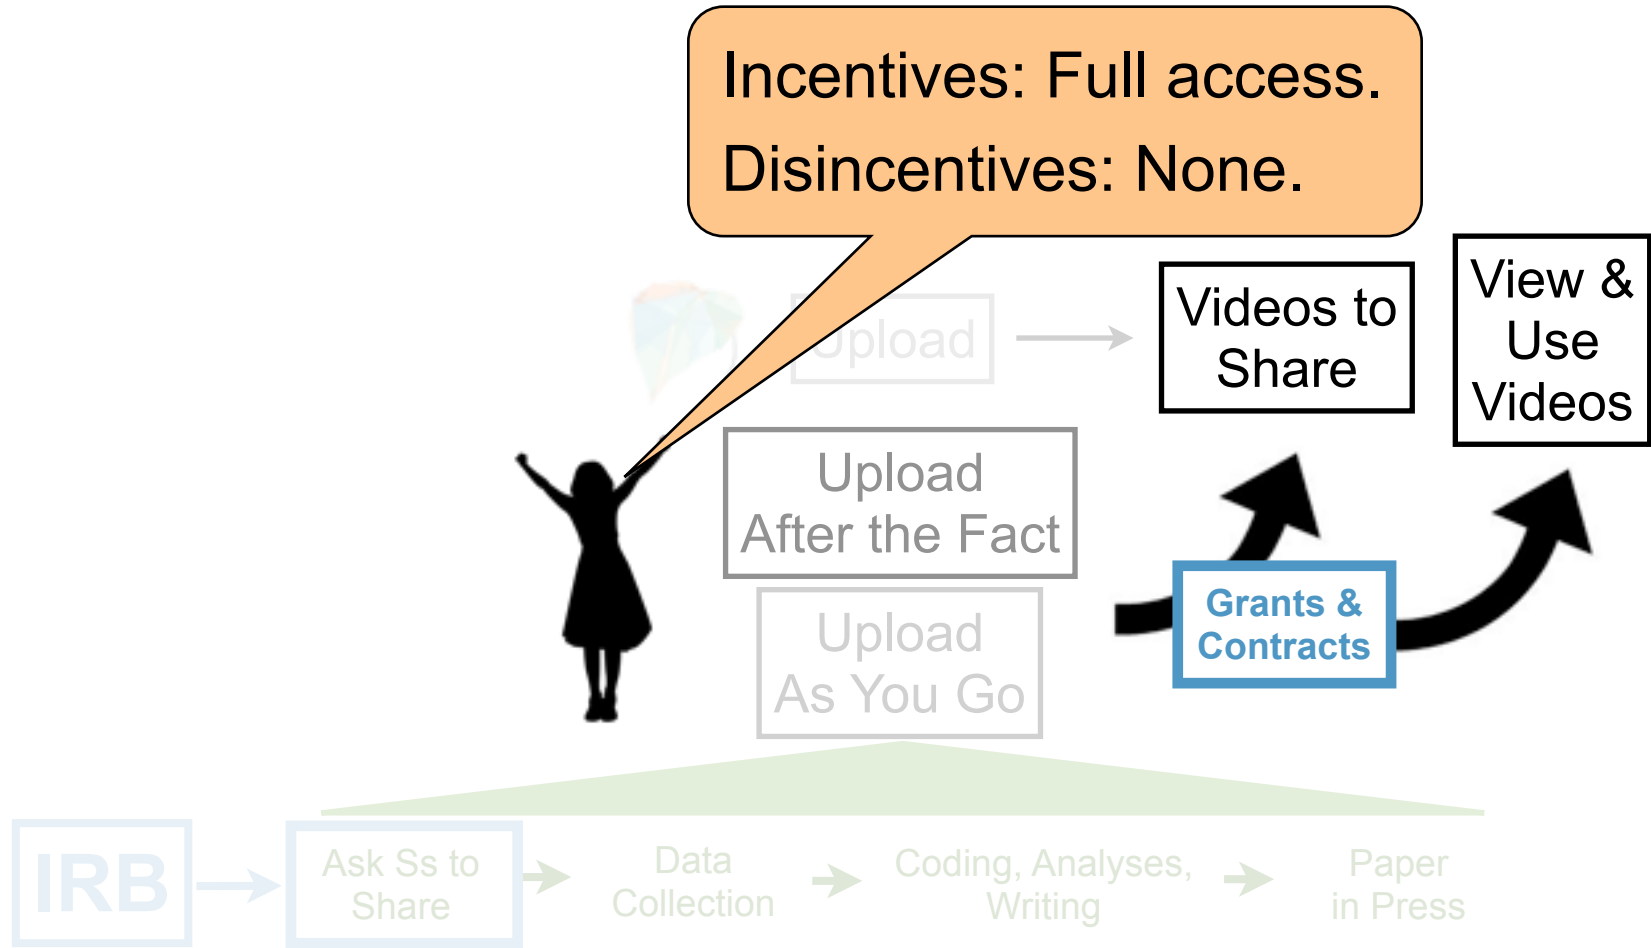 Incentives: Full access.
Disincentives: None.
Upload
Videos to
Share
View &
Use
Videos
Upload
After the Fact
Grants &
Contracts
Upload
As You Go
IRB
Ask Ss to
Share
Data
Collection
Coding, Analyses,
Writing
Paper
in Press